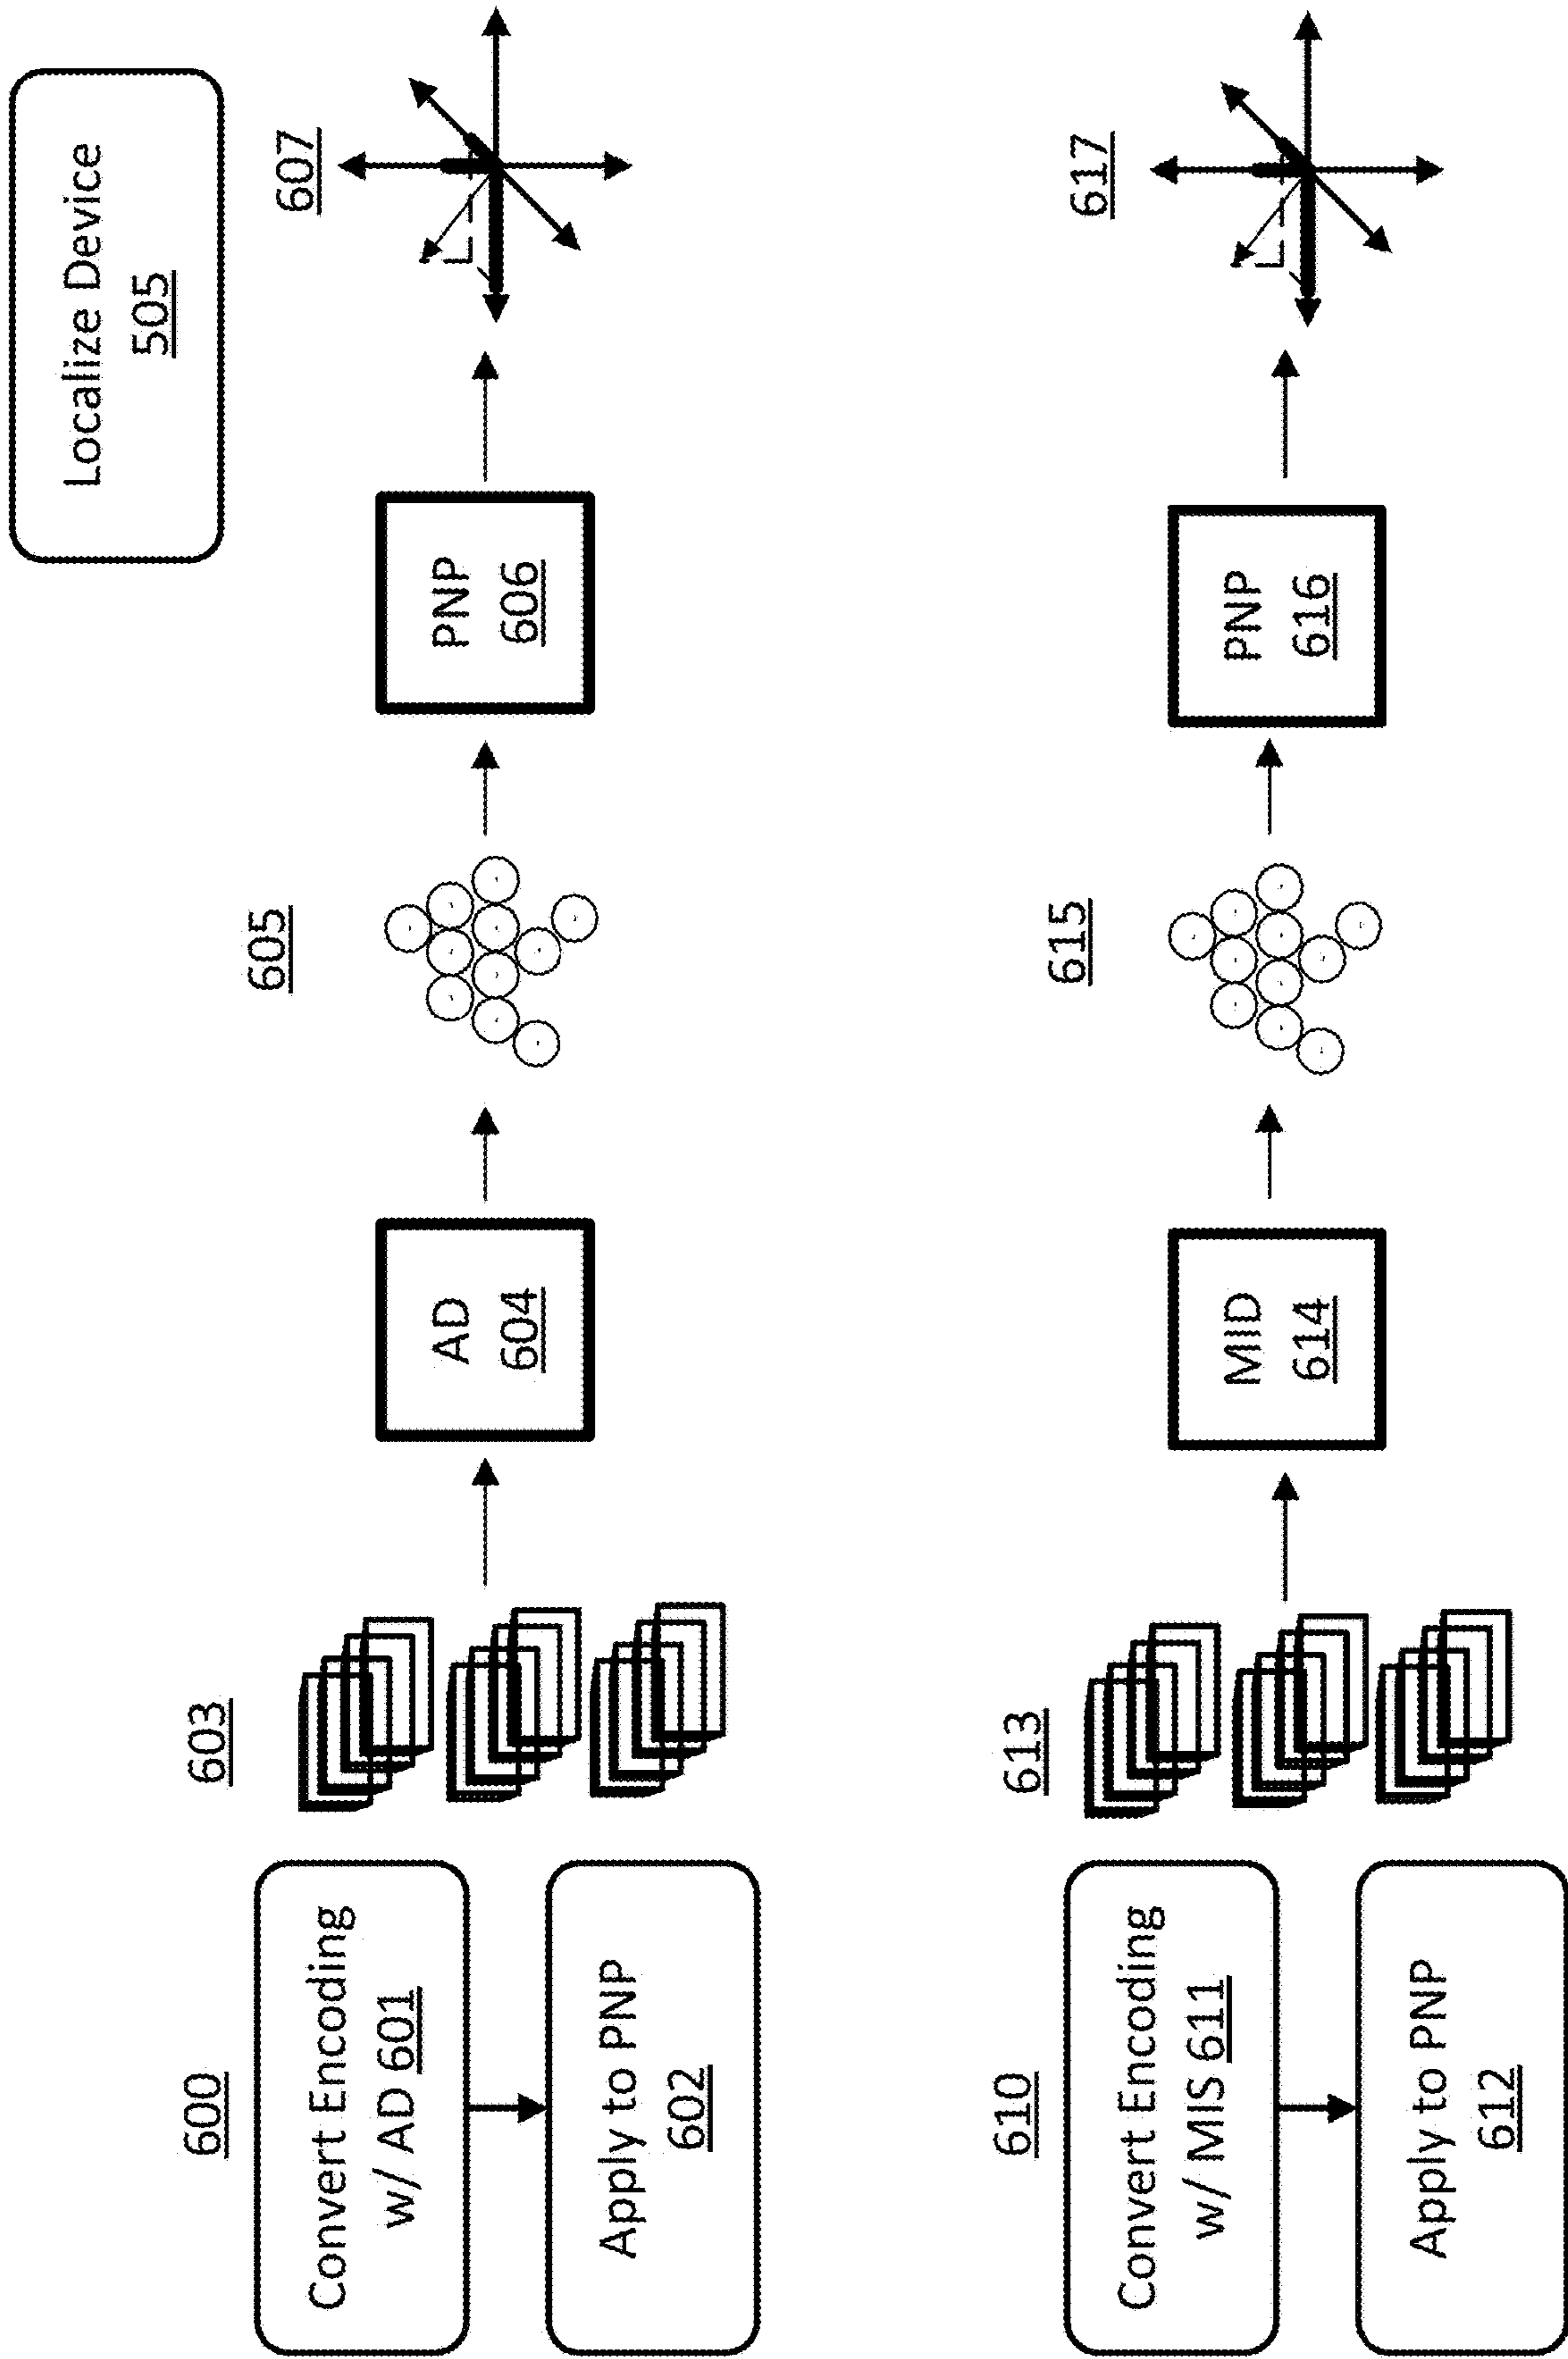 Localize Device
505
600
Convert Encoding
w/ AD 601
Apply to PNP
602
603
AD
604
605
PNP
606
607
610
Convert Encoding
w/ MIS 611
Apply to PNP
612
613
MID
614
615
PNP
616
617